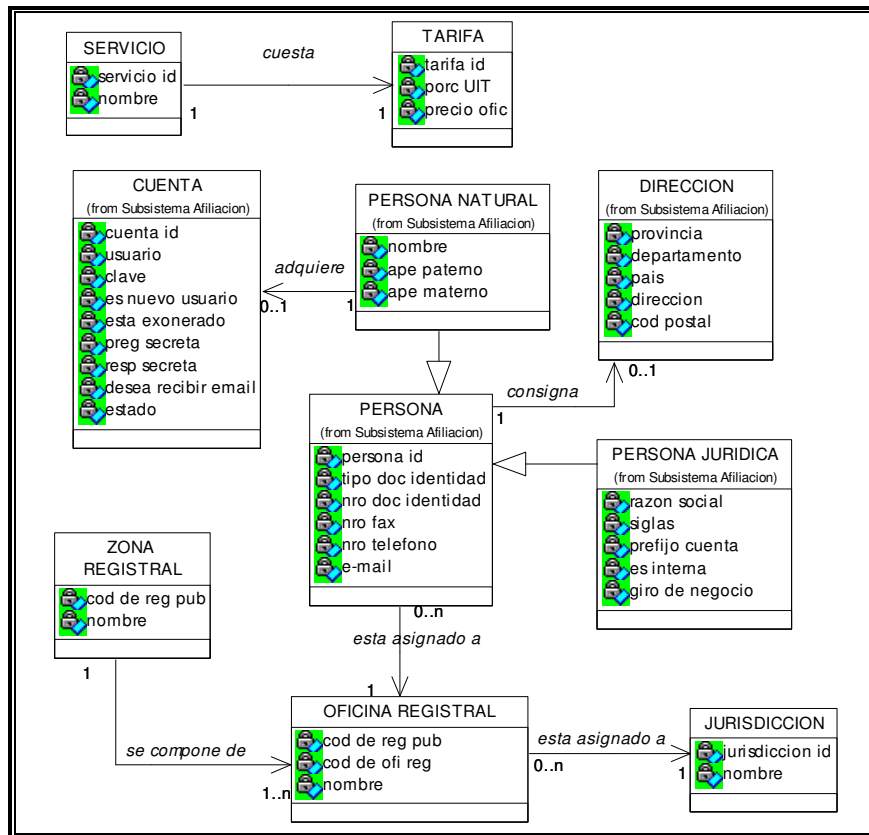 SERVICIO
servicio id
nombre
cuesta
1
1
TARIFA
tarifa id
porc UIT
precio ofic
CUENTA
(from Subsistema Afiliacion)
cuenta id
usuario
clave
es nuevo usuario
esta exonerado
preg secreta
resp secreta
desea recibir email
estado
adquiere
0..1
1
PERSONA NATURAL
(from Subsistema Afiliacion)
nombre
ape paterno
ape materno
DIRECCION
(from Subsistema Afiliacion)
provincia
departamento
pais
direccion
cod postal
0..1
consigna
1
PERSONA
(from Subsistema Afiliacion)
persona id
tipo doc identidad
nro doc identidad
nro fax
nro telefono
e-mail
0..n
PERSONA JURIDICA
(from Subsistema Afiliacion)
razon social
siglas
prefijo cuenta
es interna
giro de negocio
ZONA
REGISTRAL
cod de reg pub
nombre
1
esta asignado a
1
se compone de
1..n
OFICINA REGISTRAL
cod de reg pub
cod de ofi reg
nombre
esta asignado a
0..n
1
JURISDICCION
jurisdiccion id
nombre